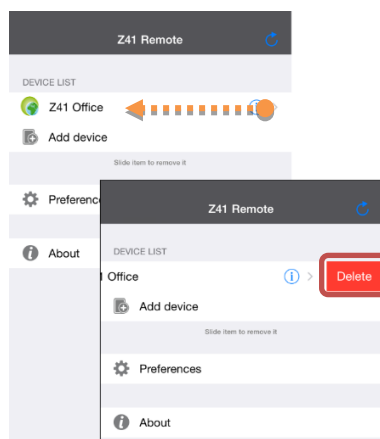 Z41 Remote
DEVICE LIST
Z41 Office
Add device
Slide item to remove it
Preferenc
About
Z41 Remote
DEVICE LIST
Office
Delete
Add device
Slide item to remove it
Preferences
About